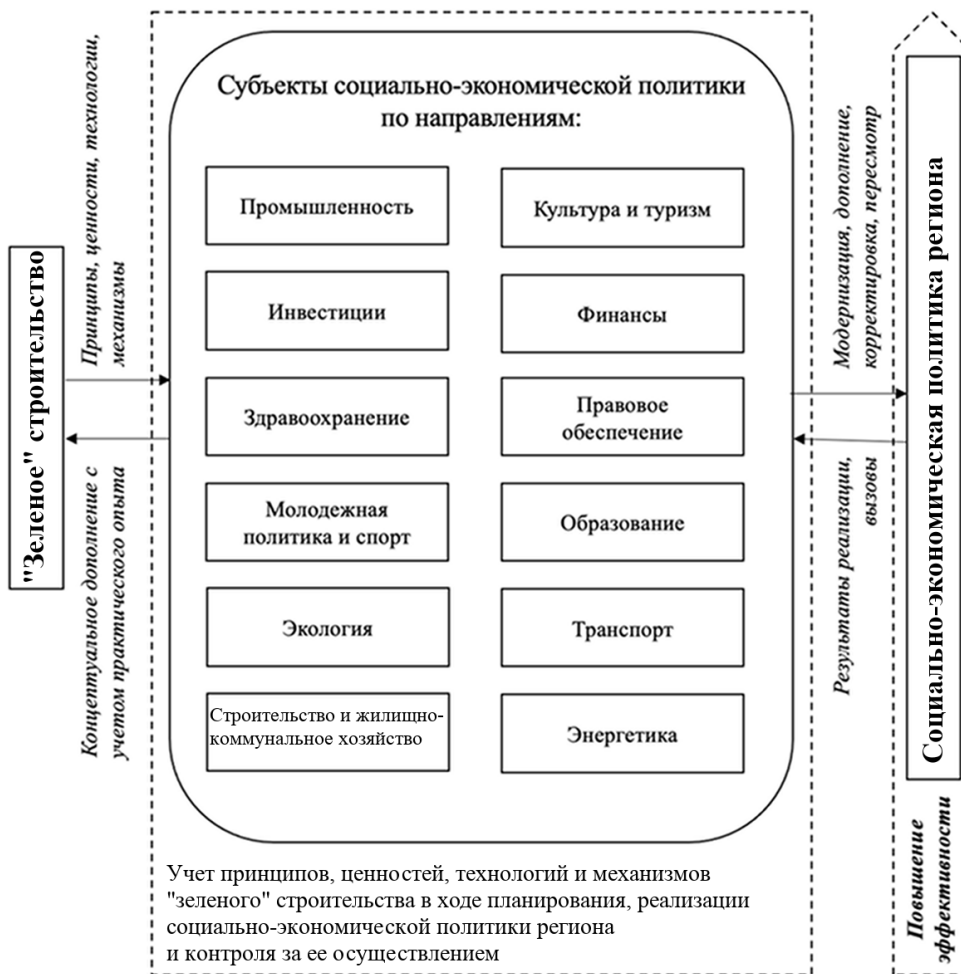 "Зеленое" строительство
Принципы, ценности, технологии,
механизмы
Концептуальное дополнение с
учетом практического опыта
Субъекты социально-экономической политики
по направлениям:
Промышленность
Культура и туризм
Инвестиции
Финансы
Здравоохранение
Правовое
обеспечение
Молодежная
политика и спорт
Образование
Экология
Транспорт
Строительство и жилищно-
коммунальное хозяйство
Энергетика
Учет принципов, ценностей, технологий и механизмов
"зеленого" строительства в ходе планирования, реализации
социально-экономической политики региона
и контроля за ее осуществлением
Модернизация, дополнение,
корректировка, пересмотр
Результаты реализации,
вызовы
Социально-экономическая политика региона
Повышение
эффективности